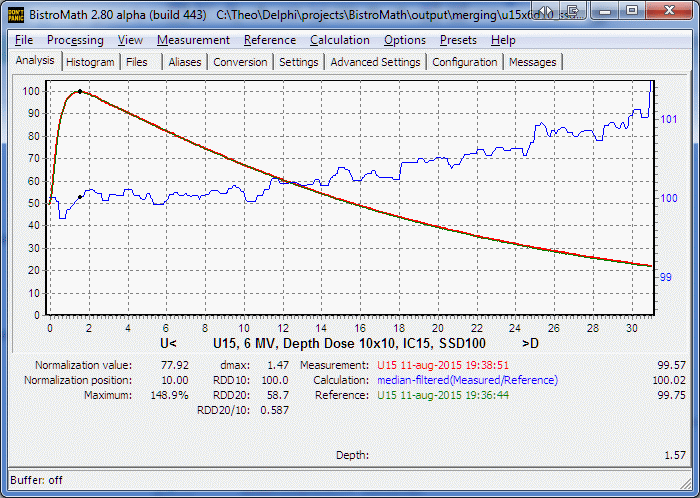 DON'T PANIC BistroMath 2.80 alpha (build 443) C:\Theo\Delphi\projects\BistroMath\output\merging\u15x06d10_ss
File Processing View Measurement Reference Calculation Options Presets Help
Analysis Histogram Files Aliases Conversion Settings Advanced Settings Configuration Messages
100
90
80
70
60
50
40
30
20
10
0
101
100
99
0 2 4 6 8 10 12 14 16 18 20 22 24 26 28 30
U< U15, 6 MV, Depth Dose 10x10, IC15, SSD100 >D
Normalization value: 77.92 dmax: 1.47 Measurement: U15 11-aug-2015 19:38:51 99.57
Normalization position: 10.00 RDD10: 100.0 Calculation: median-filtered(Measured/Reference) 100.02
Maximum: 148.9% RDD20: 58.7 Reference: U15 11-aug-2015 19:36:44 99.75
RDD20/10: 0.587
Depth: 1.57
Buffer: off